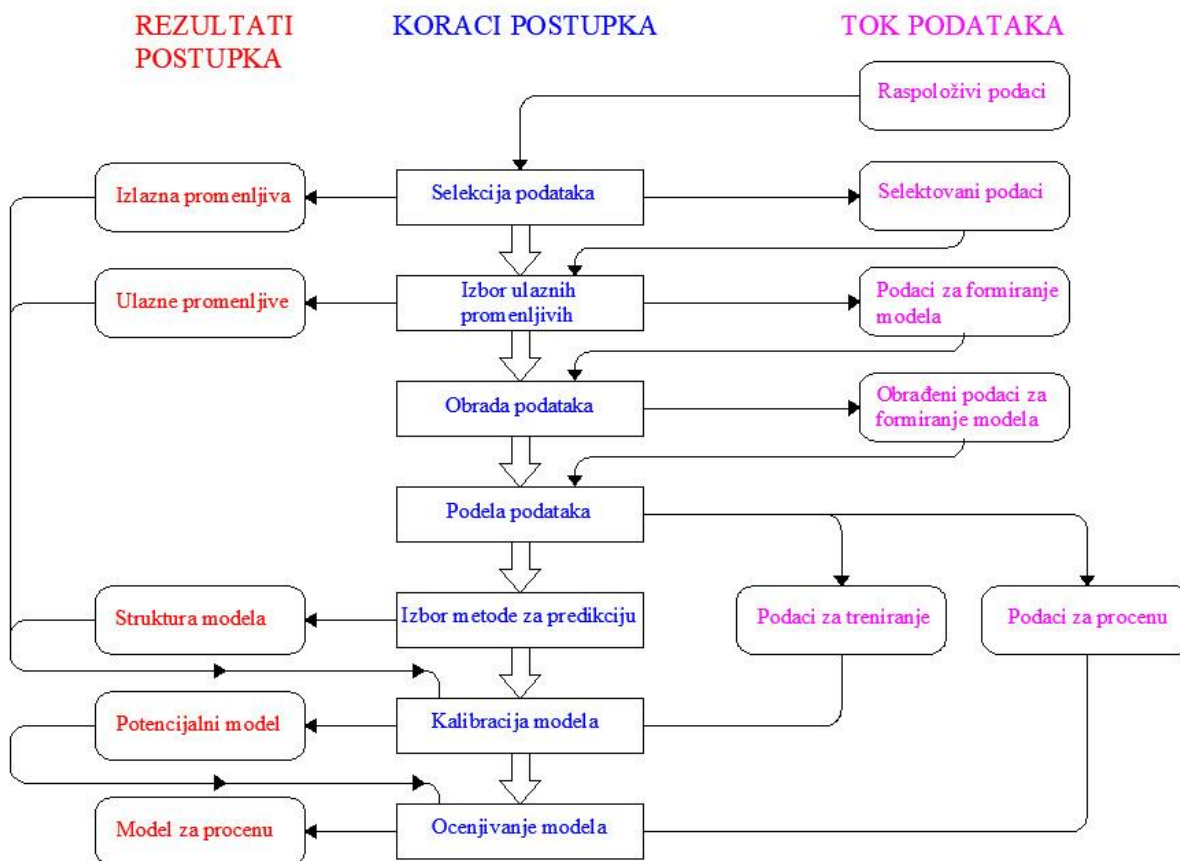 REZULTATI
POSTUPKA
KORACI POSTUPKA
TOK PODATAKA
Raspoloživi podaci
Izlazna promenljiva
Selekcija podataka
Selektovani podaci
Ulazne promenljive
Izbor ulaznih
promenljivih
Podaci za formiranje
modela
Obrada podataka
Obrađeni podaci za
formiranje modela
Podela podataka
Struktura modela
Izbor metode za predikciju
Podaci za treniranje
Podaci za procenu
Potencijalni model
Kalibracija modela
Model za procenu
Ocenjivanje modela